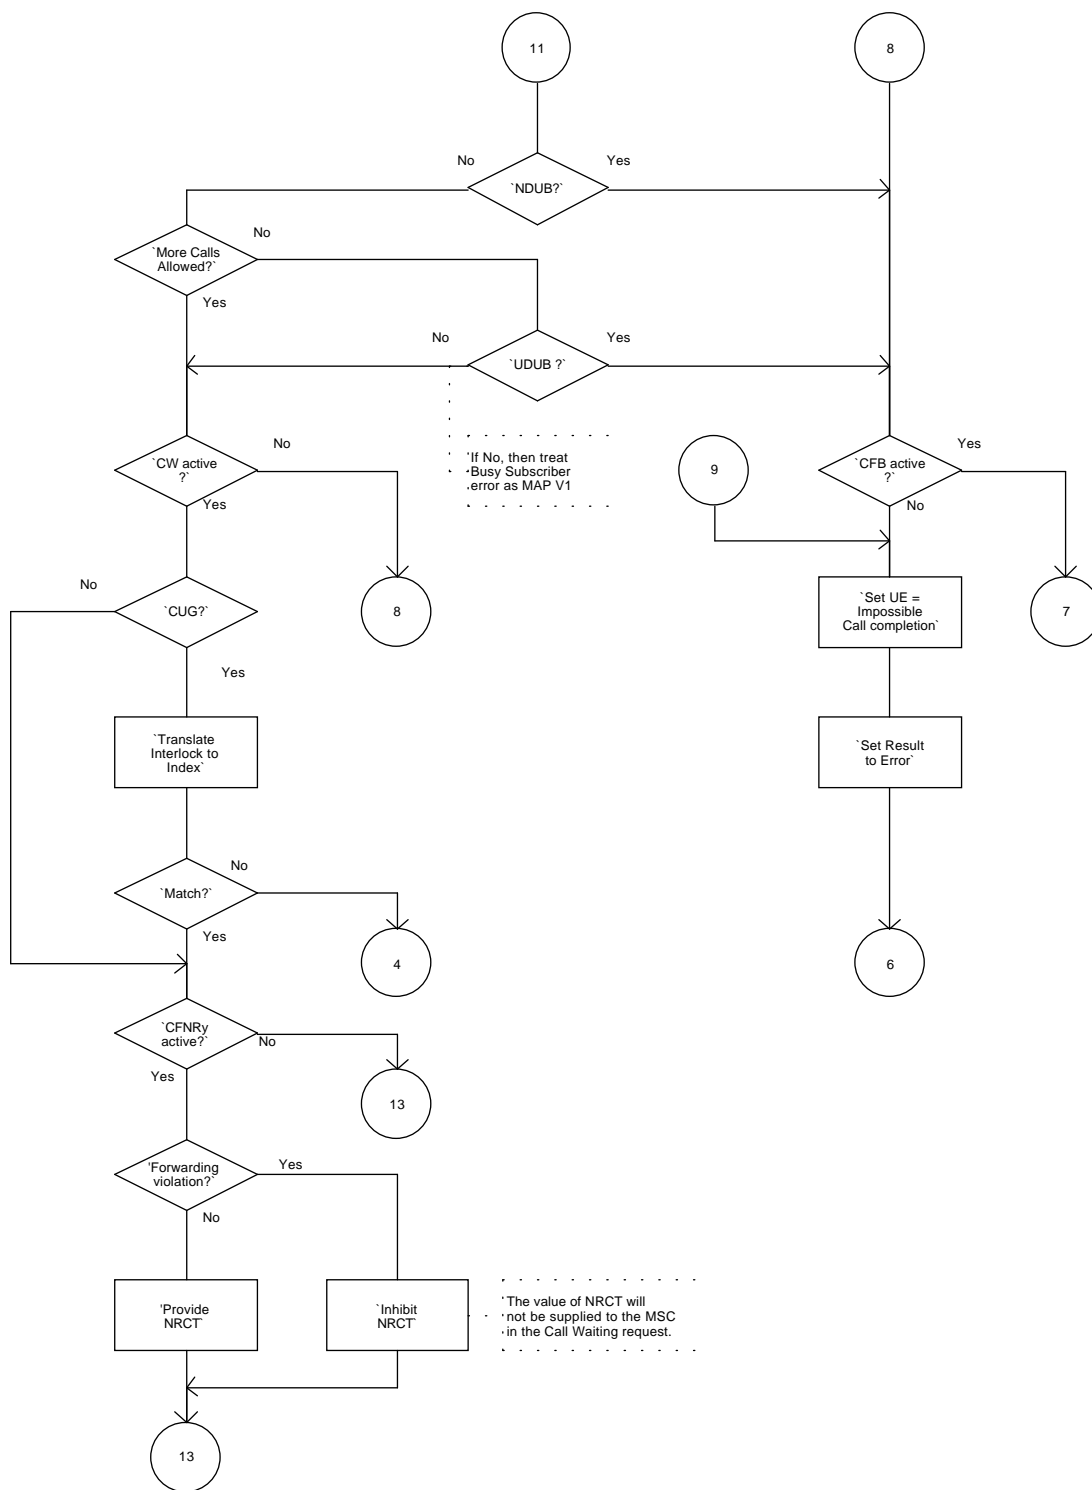 11
8
No
Yes
`NDUB?`
No
`More Calls
Allowed?`
Yes
No
Yes
`UDUB ?`
No
Yes
`CW active
?`
Yes
'If No, then treat
Busy Subscriber
error as MAP V1
9
`CFB active
?`
No
No
`CUG?`
8
`Set UE =
Impossible
Call completion`
7
Yes
`Translate
Interlock to
Index`
`Set Result
to Error`
No
`Match?`
Yes
4
6
`CFNRy
active?`
No
Yes
13
'Forwarding
violation?`
Yes
No
'Provide
NRCT`
`Inhibit
NRCT`
'The value of NRCT will
not be supplied to the MSC
in the Call Waiting request.
13